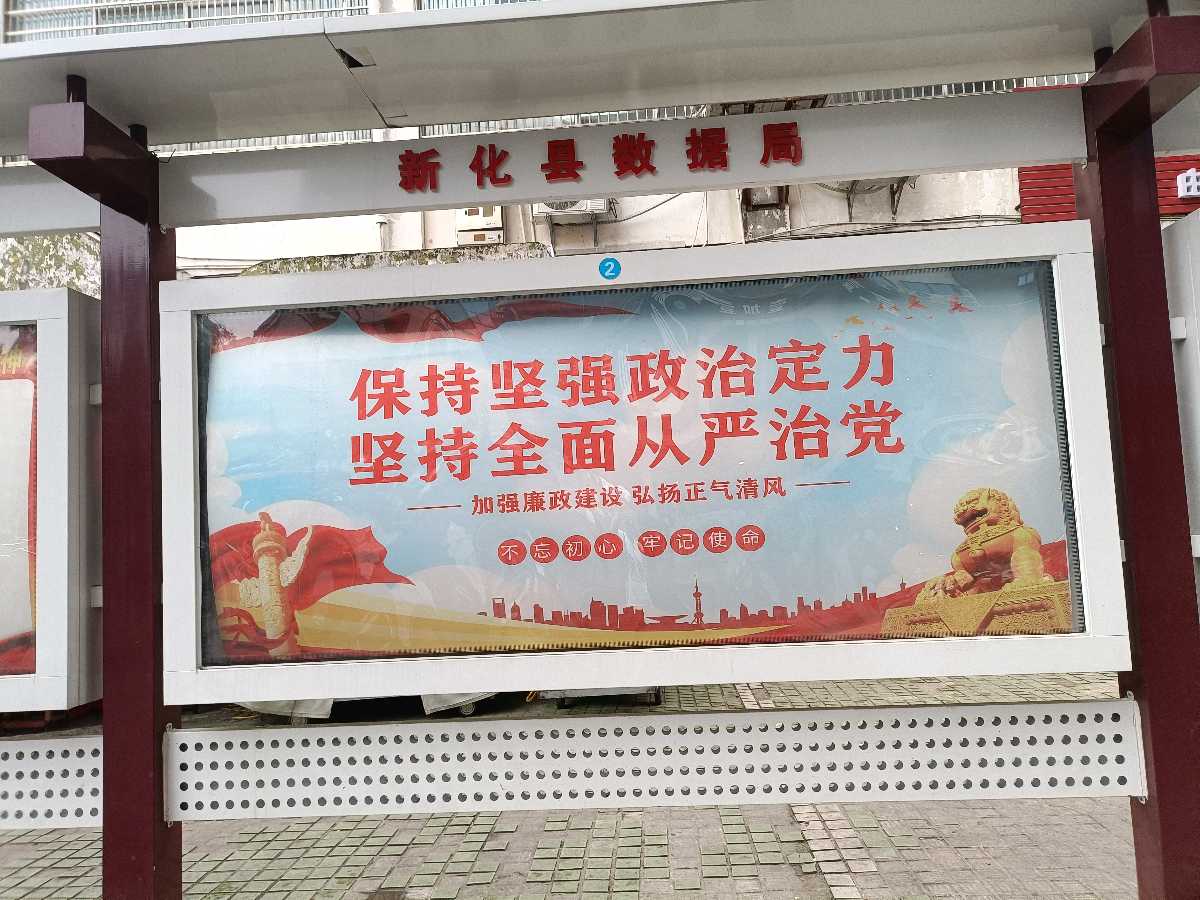 新化县数据局
2
保持坚强政治定力
坚持全面从严治党
加强廉政建设 弘扬正气清风
不忘初心 牢记使命